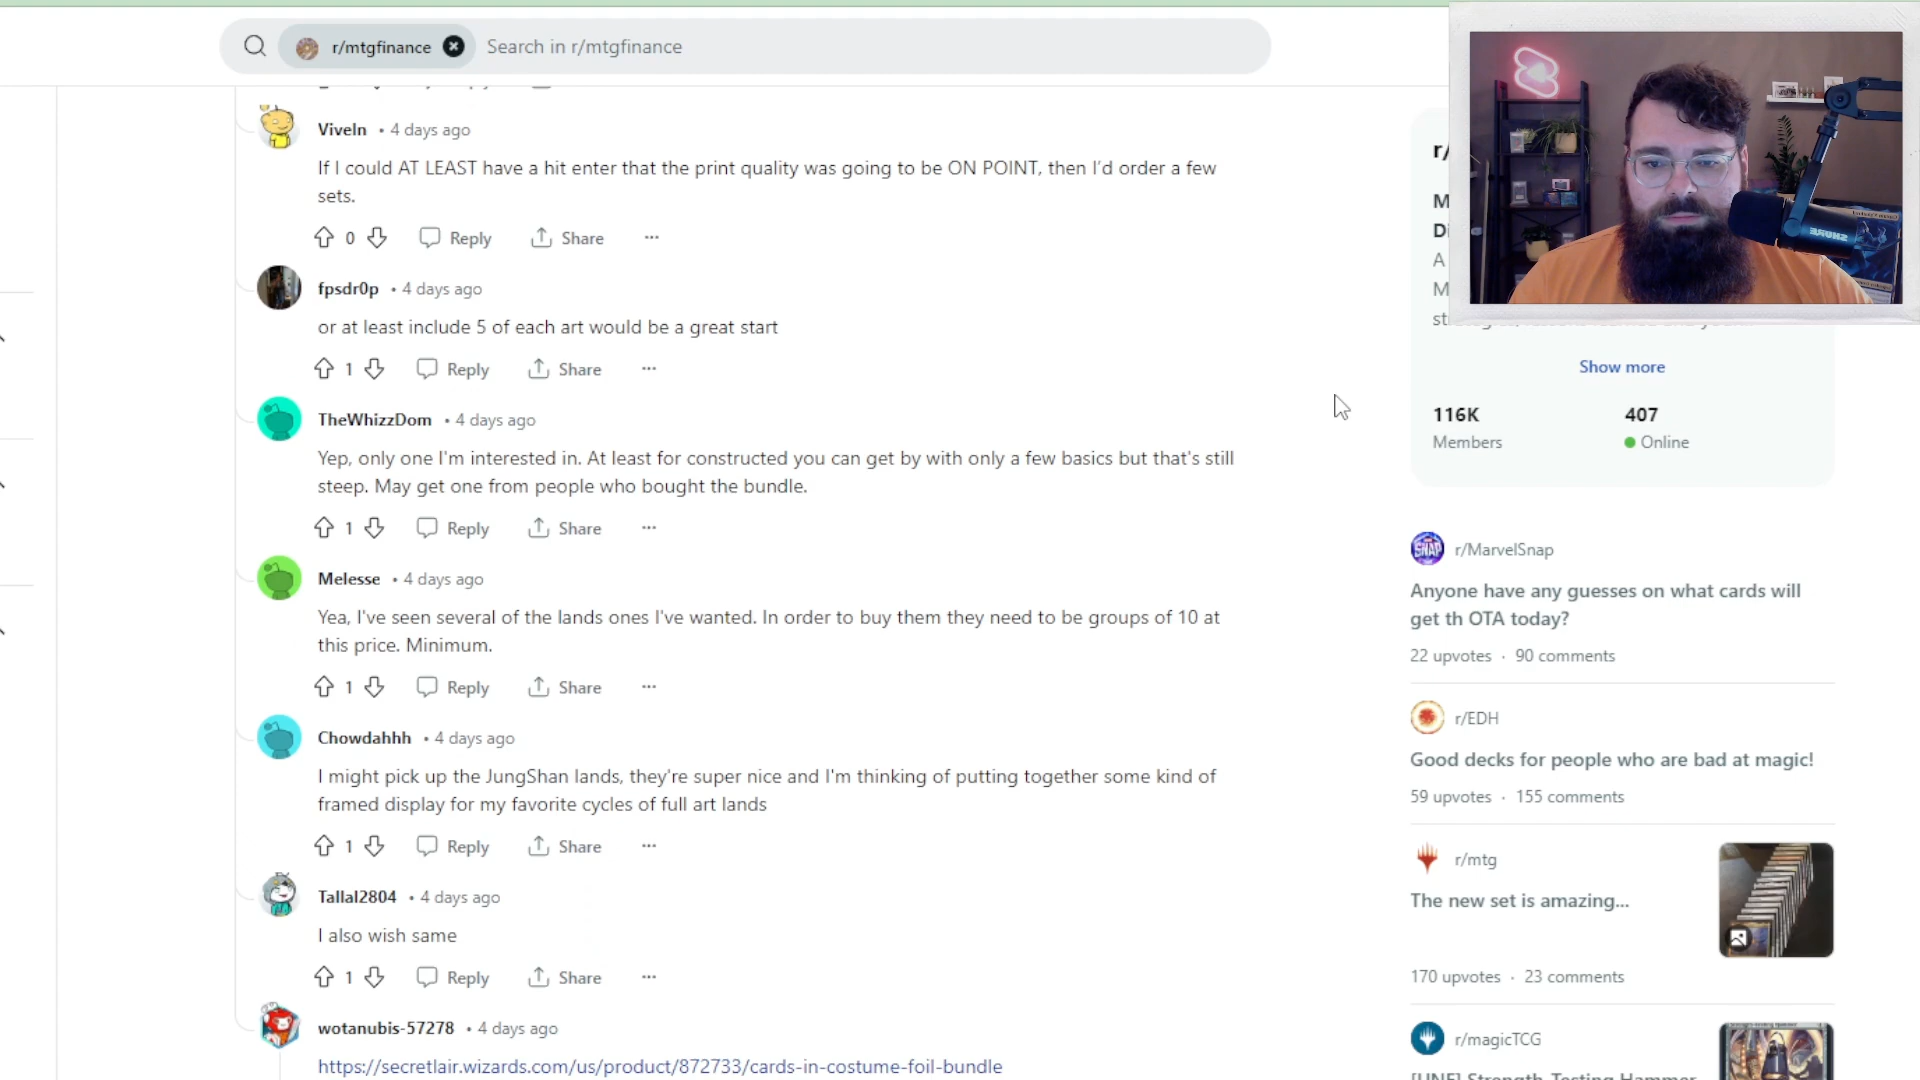 r/mtgfinance
Search in r/mtgfinance
ViveIn • 4 days ago
If I could AT LEAST have a hit enter that the print quality was going to be ON POINT, then I'd order a few
sets.
0 Reply Share
fpsdr0p • 4 days ago
or at least include 5 of each art would be a great start
1 Reply Share
TheWhizzDom • 4 days ago
Yep, only one I'm interested in. At least for constructed you can get by with only a few basics but that's still
steep. May get one from people who bought the bundle.
1 Reply Share
Melesse • 4 days ago
Yea, I've seen several of the lands ones I've wanted. In order to buy them they need to be groups of 10 at
this price. Minimum.
1 Reply Share
Chowdahhh • 4 days ago
I might pick up the JungShan lands, they're super nice and I'm thinking of putting together some kind of
framed display for my favorite cycles of full art lands
1 Reply Share
Tallal2804 • 4 days ago
I also wish same
1 Reply Share
wotanubis-57278 • 4 days ago
https://secretlair.wizards.com/us/product/872733/cards-in-costume-foil-bundle
SHURE
r/
M
Di
A
M
Show more
116K
Members
407
Online
r/MarvelSnap
Anyone have any guesses on what cards will
get th OTA today?
22 upvotes · 90 comments
r/EDH
Good decks for people who are bad at magic!
59 upvotes · 155 comments
r/mtg
The new set is amazing...
170 upvotes · 23 comments
r/magicTCG
[UNF] Strength-Testing Hammer